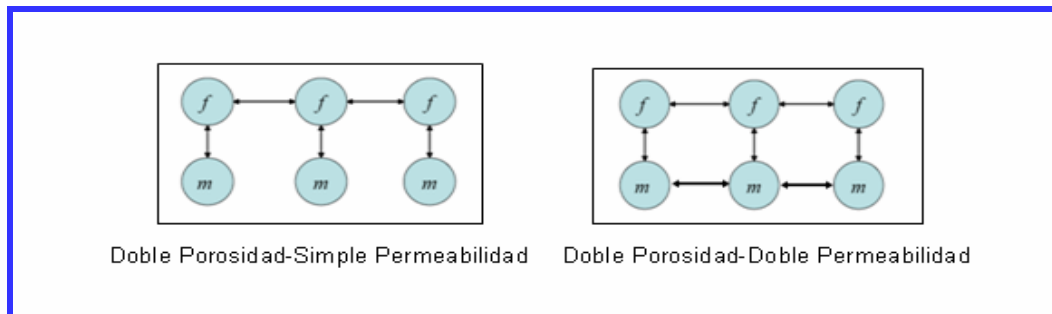 f f f
m m m
Doble Porosidad-Simple Permeabilidad
f f f
m m m
Doble Porosidad-Doble Permeabilidad